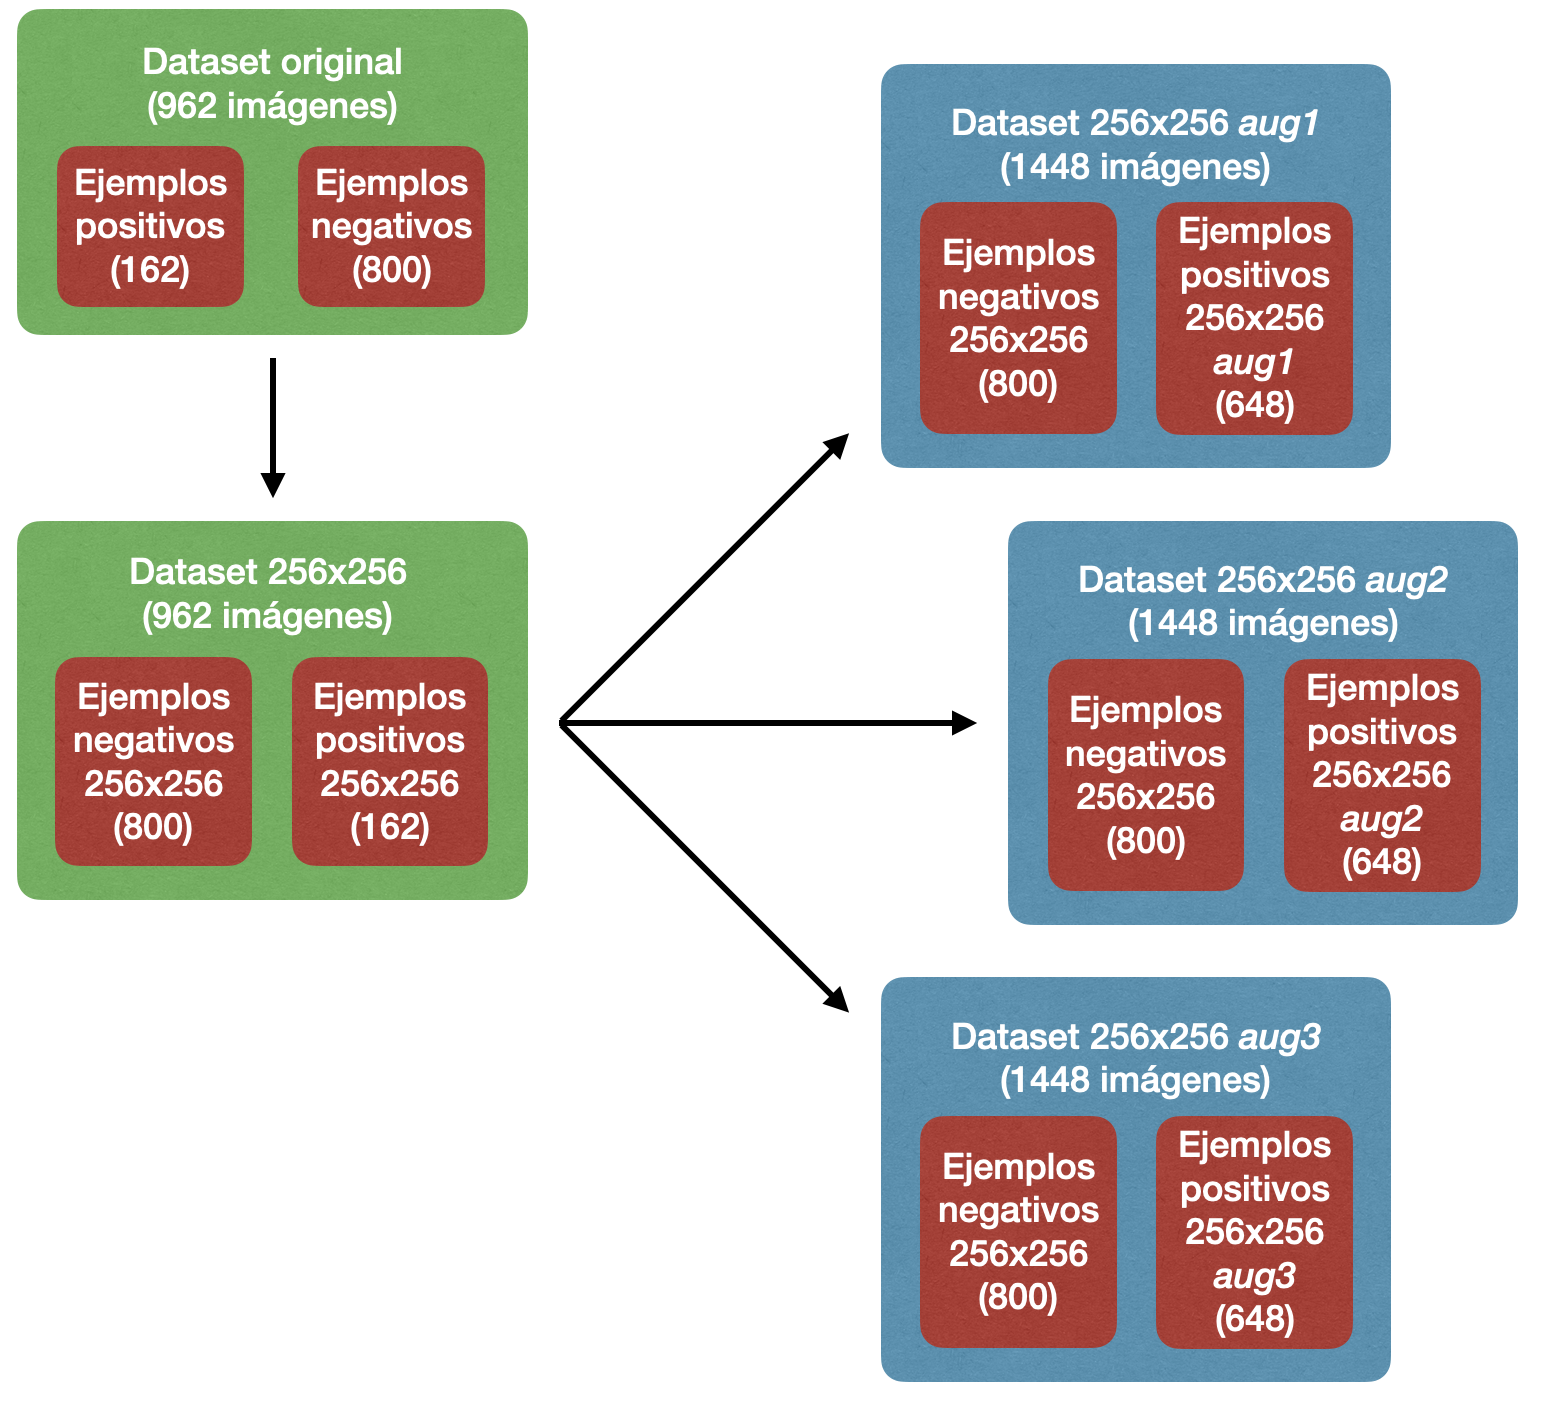 Dataset original
(962 imágenes)
Ejemplos
positivos
(162)
Ejemplos
negativos
(800)
Dataset 256x256
(962 imágenes)
Ejemplos
negativos
256x256
(800)
Ejemplos
positivos
256x256
(162)
Dataset 256x256 aug1
(1448 imágenes)
Ejemplos
negativos
256x256
(800)
Ejemplos
positivos
256x256
aug1
(648)
Dataset 256x256 aug2
(1448 imágenes)
Ejemplos
negativos
256x256
(800)
Ejemplos
positivos
256x256
aug2
(648)
Dataset 256x256 aug3
(1448 imágenes)
Ejemplos
negativos
256x256
(800)
Ejemplos
positivos
256x256
aug3
(648)